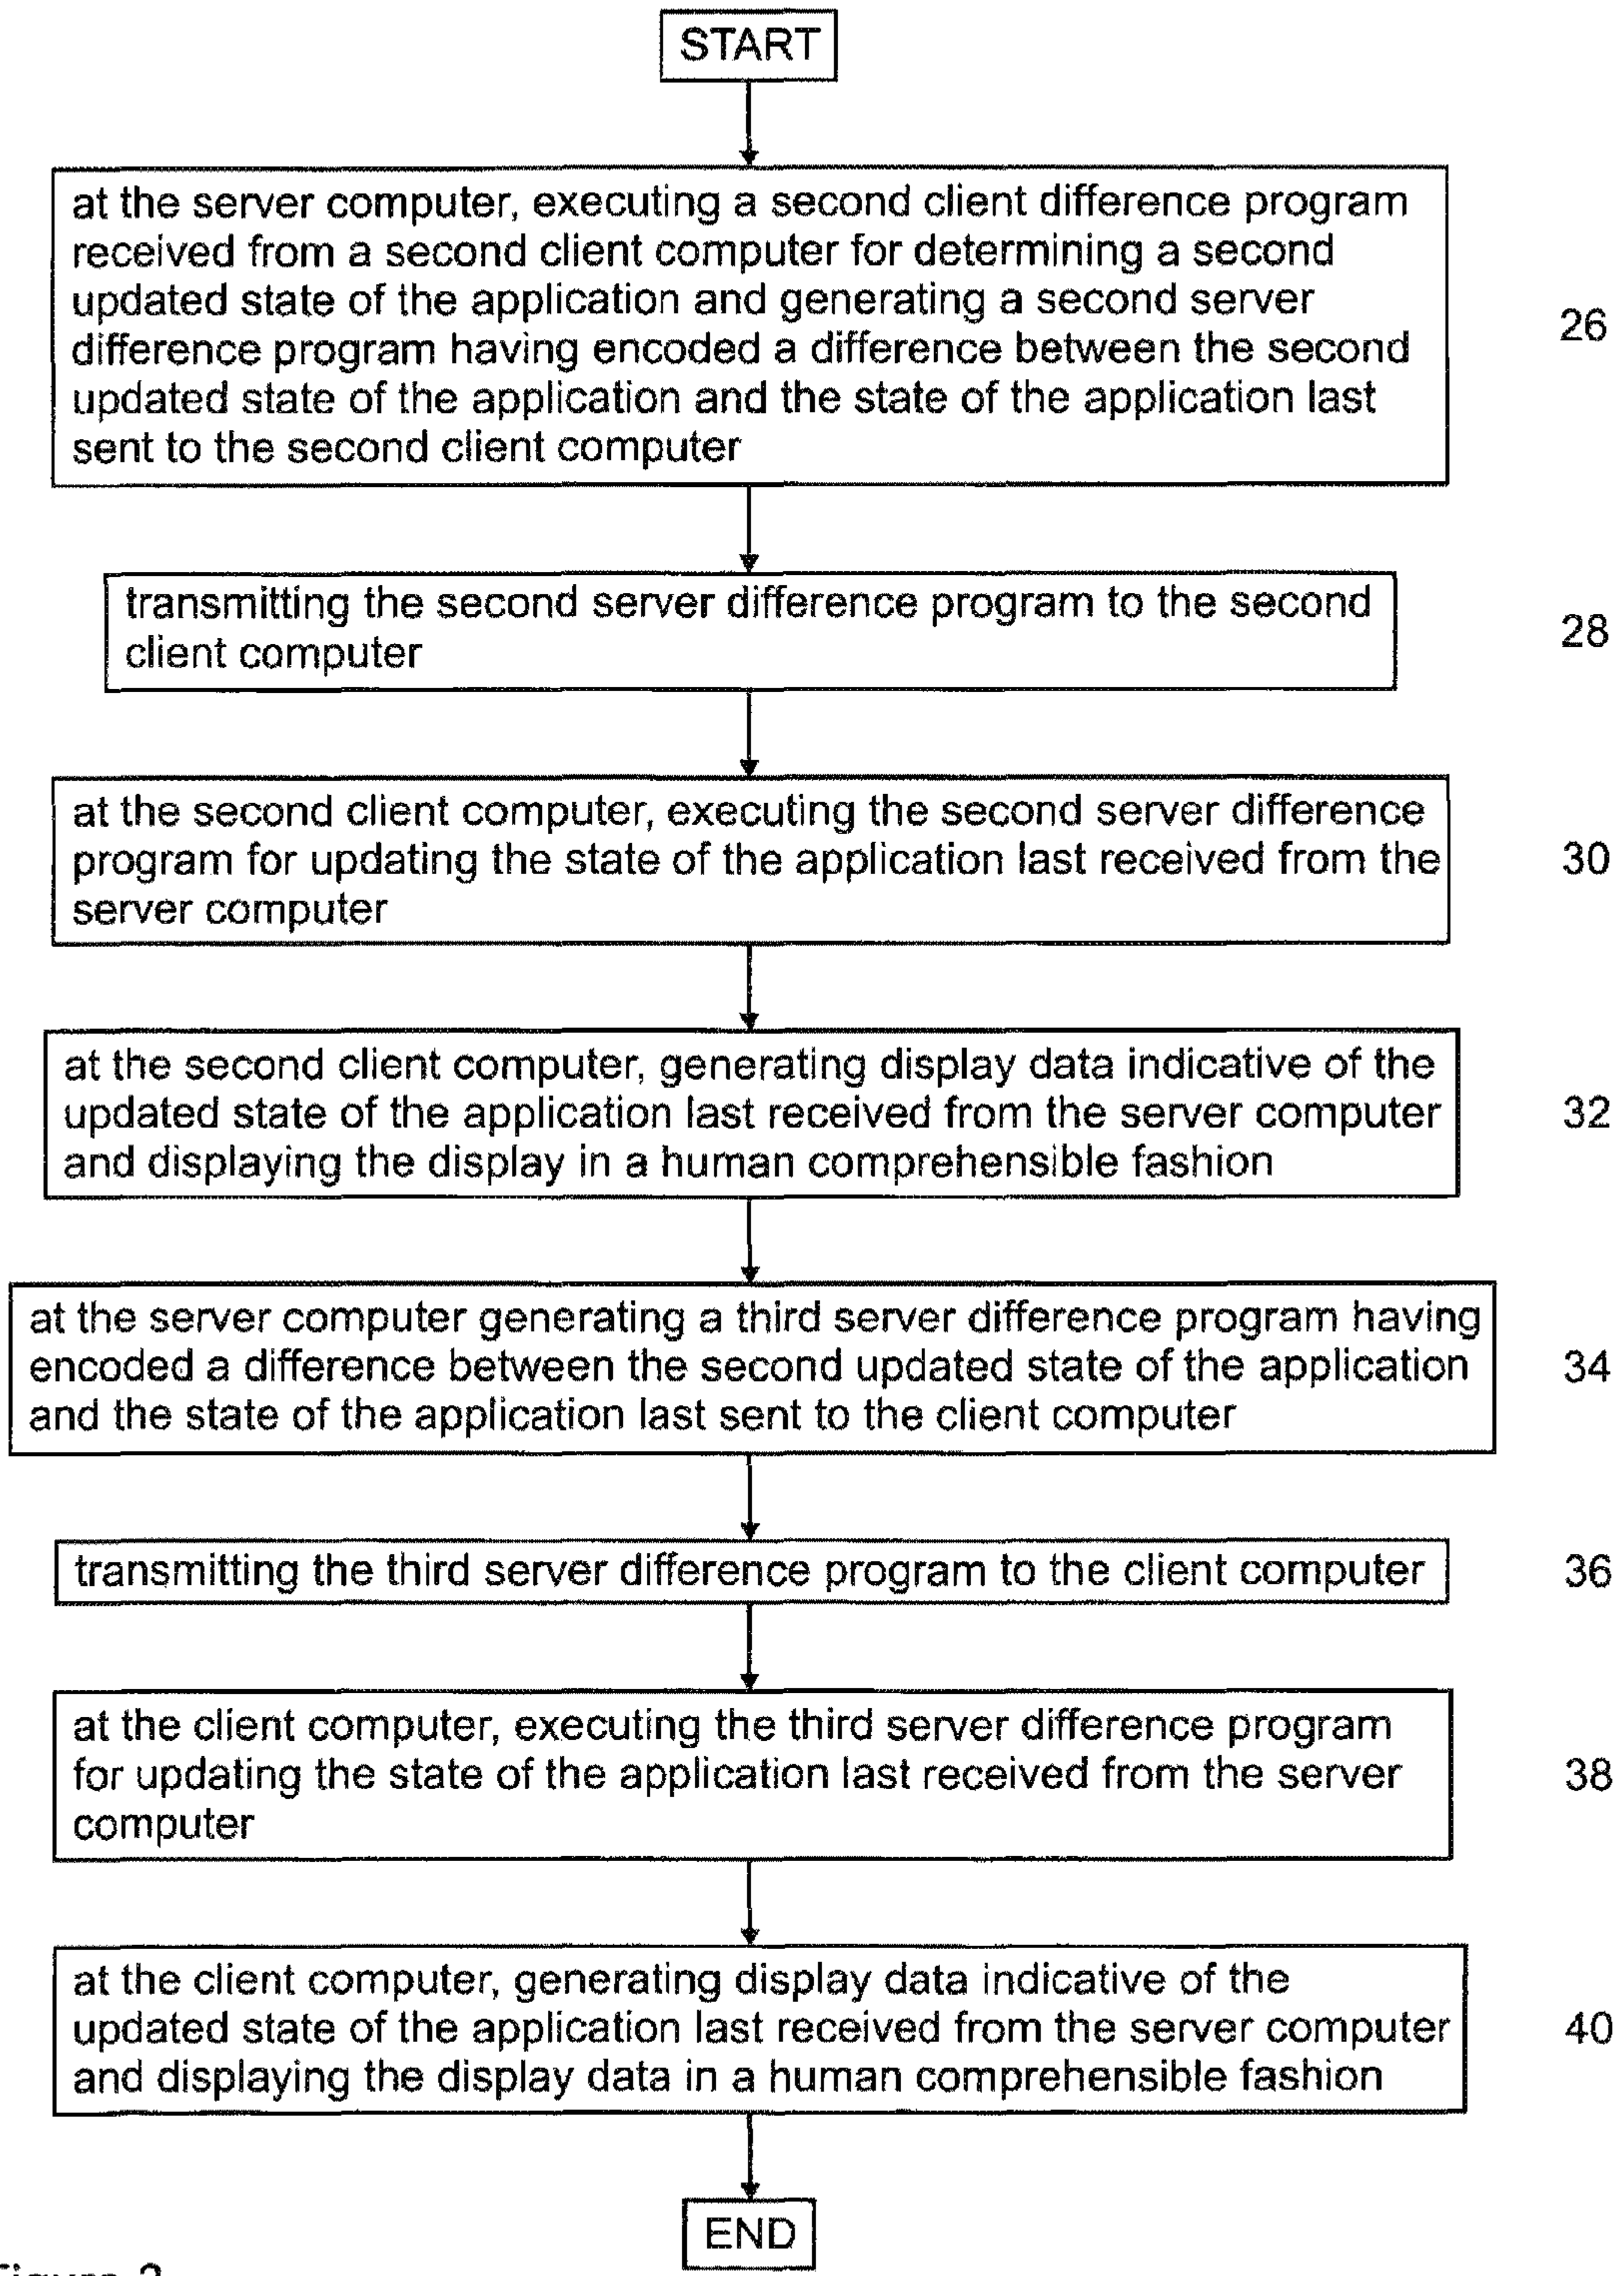 START
at the server computer, executing a second client difference program
received from a second client computer for determining a second
updated state of the application and generating a second server
difference program having encoded a difference between the second
updated state of the application and the state of the application last
sent to the second client computer
26
transmitting the second server difference program to the second
client computer
28
at the second client computer, executing the second server difference
program for updating the state of the application last received from the
server computer
30
at the second client computer, generating display data indicative of the
updated state of the application last received from the server computer
and displaying the display in a human comprehensible fashion
32
at the server computer generating a third server difference program having
encoded a difference between the second updated state of the application
and the state of the application last sent to the client computer
34
transmitting the third server difference program to the client computer
36
at the client computer, executing the third server difference program
for updating the state of the application last received from the server
computer
38
at the client computer, generating display data indicative of the
updated state of the application last received from the server computer
and displaying the display data in a human comprehensible fashion
40
END